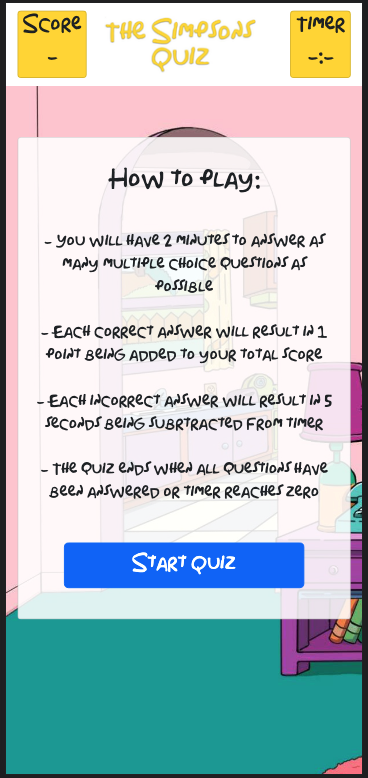 Score
-
The Simpsons
Quiz
Timer
-:-
How to play:
- You will have 2 minutes to answer as
many multiple choice questions as
possible
- Each correct answer will result in 1
point being added to your total score
- Each incorrect answer will result in 5
seconds being subrtracted from timer
- The quiz ends when all questions have
been answered or timer reaches zero
Start Quiz